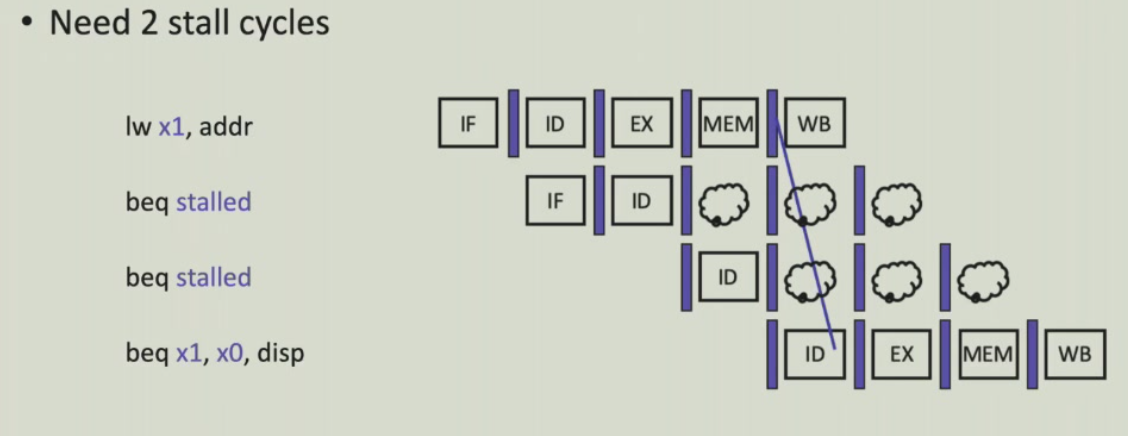 • Need 2 stall cycles
lw x1, addr IF ID EX MEM WB
beq stalled IF ID
beq stalled ID
beq x1, x0, disp ID EX MEM WB